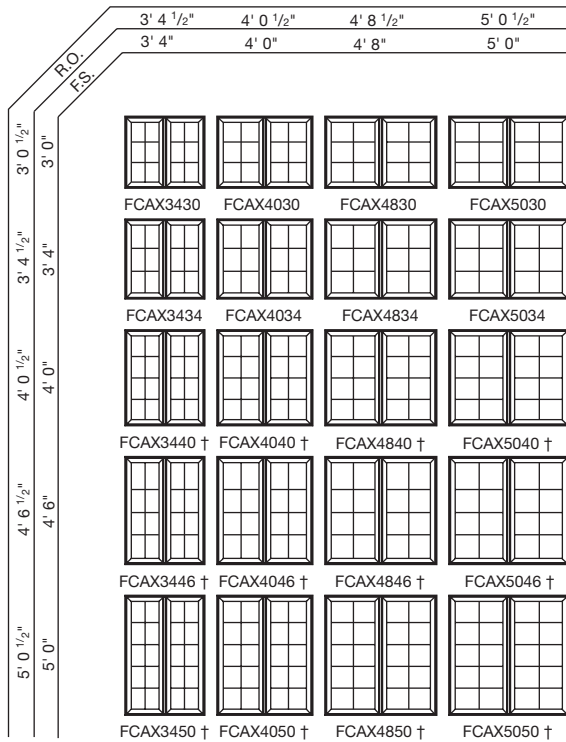 3' 4 1/2" 4' 0 1/2" 4' 8 1/2" 5' 0 1/2"
R.O.
3' 4" 4' 0" 4' 8" 5' 0"
F.S.
3' 0 1/2" 3' 0"
FCAX3430 FCAX4030 FCAX4830 FCAX5030
3' 4 1/2" 3' 4"
FCAX3434 FCAX4034 FCAX4834 FCAX5034
4' 0 1/2" 4' 0"
FCAX3440 † FCAX4040 † FCAX4840 † FCAX5040 †
4' 6 1/2" 4' 6"
FCAX3446 † FCAX4046 † FCAX4846 † FCAX5046 †
5' 0 1/2" 5' 0"
FCAX3450 † FCAX4050 † FCAX4850 † FCAX5050 †